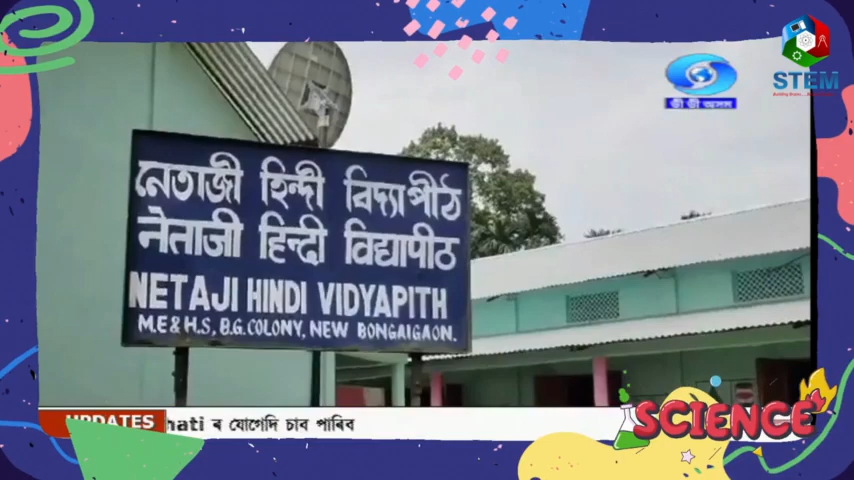 STEM
ডী ডী অসম
নেতাজী হিন্দী বিদ্যাপীঠ
नेताजी हिन्दी विद्यापीठ
NETAJI HINDI VIDYAPITH
M.E & H.S, B.G. COLONY, NEW BONGAIGAON.
UPDATES hati ৰ যোগেদি চাব পাৰিব
SCIENCE